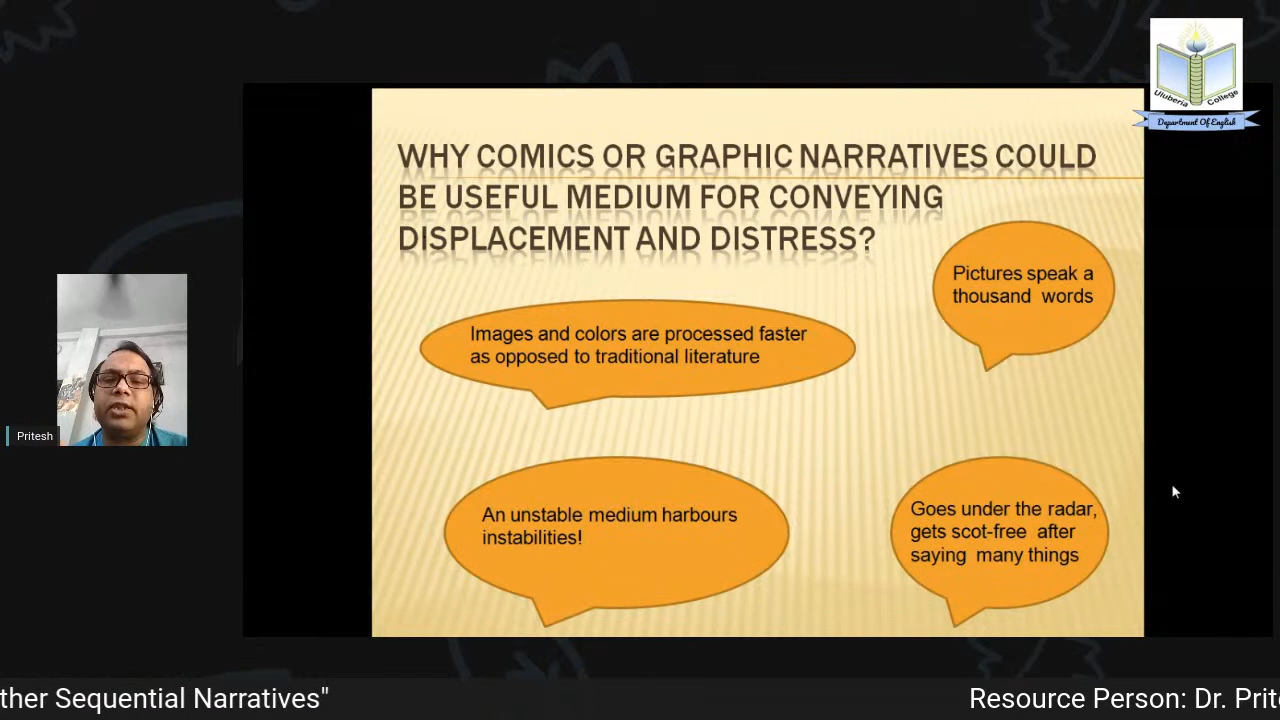 Uluberia College
Department Of English
WHY COMICS OR GRAPHIC NARRATIVES COULD
BE USEFUL MEDIUM FOR CONVEYING
DISPLACEMENT AND DISTRESS?
Pictures speak a
thousand words
Images and colors are processed faster
as opposed to traditional literature
An unstable medium harbours
instabilities!
Goes under the radar,
gets scot-free after
saying many things
Pritesh
ther Sequential Narratives"
Resource Person: Dr. Prit